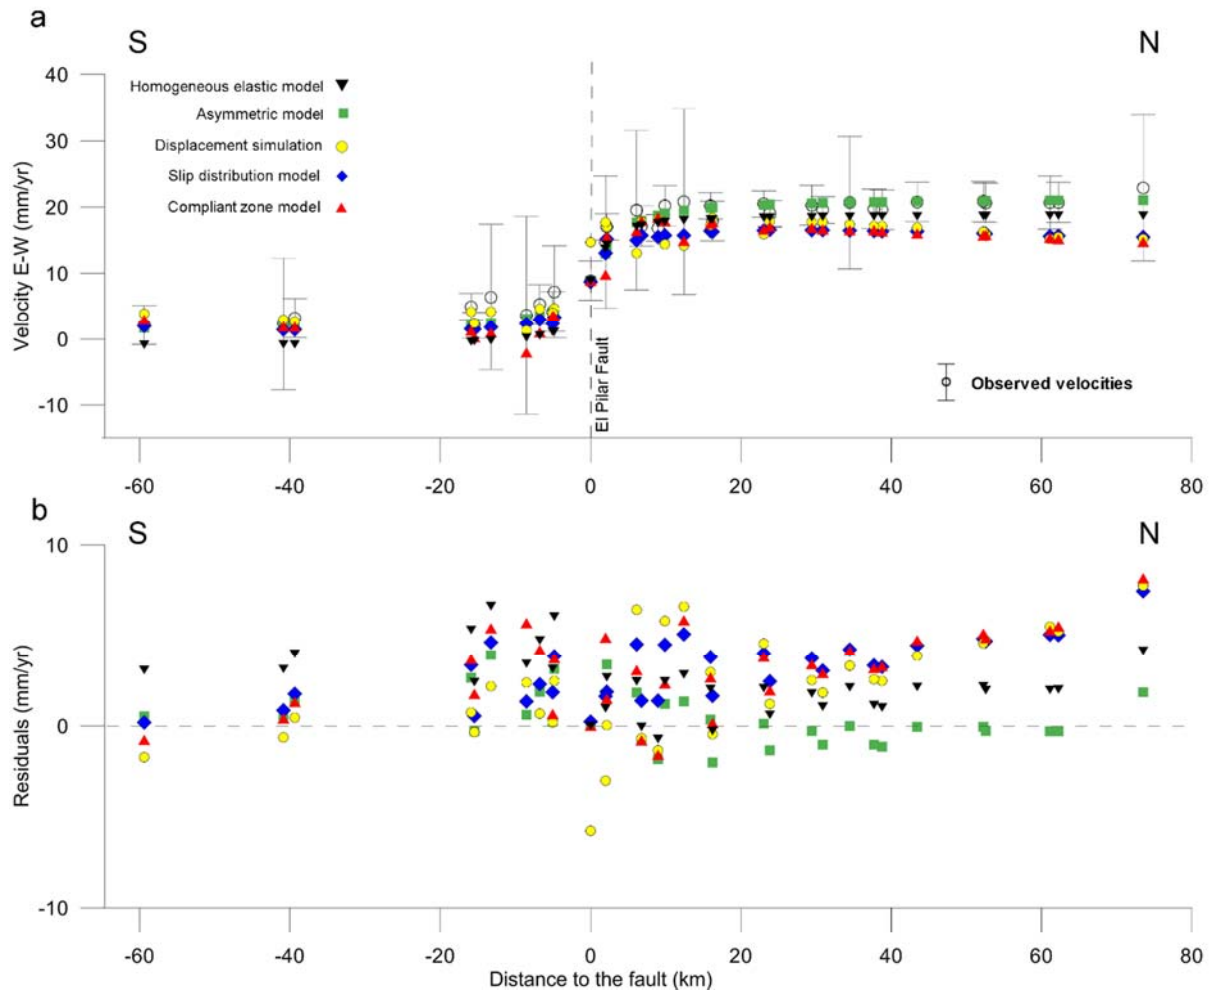 a
S
N
40
30
20
10
0
-10
Velocity E-W (mm/yr)
Homogeneous elastic model
Asymmetric model
Displacement simulation
Slip distribution model
Compliant zone model
El Pilar Fault
Observed velocities
-60 -40 -20 0 20 40 60 80
b
S
N
10
0
-10
Residuals (mm/yr)
-60 -40 -20 0 20 40 60 80
Distance to the fault (km)